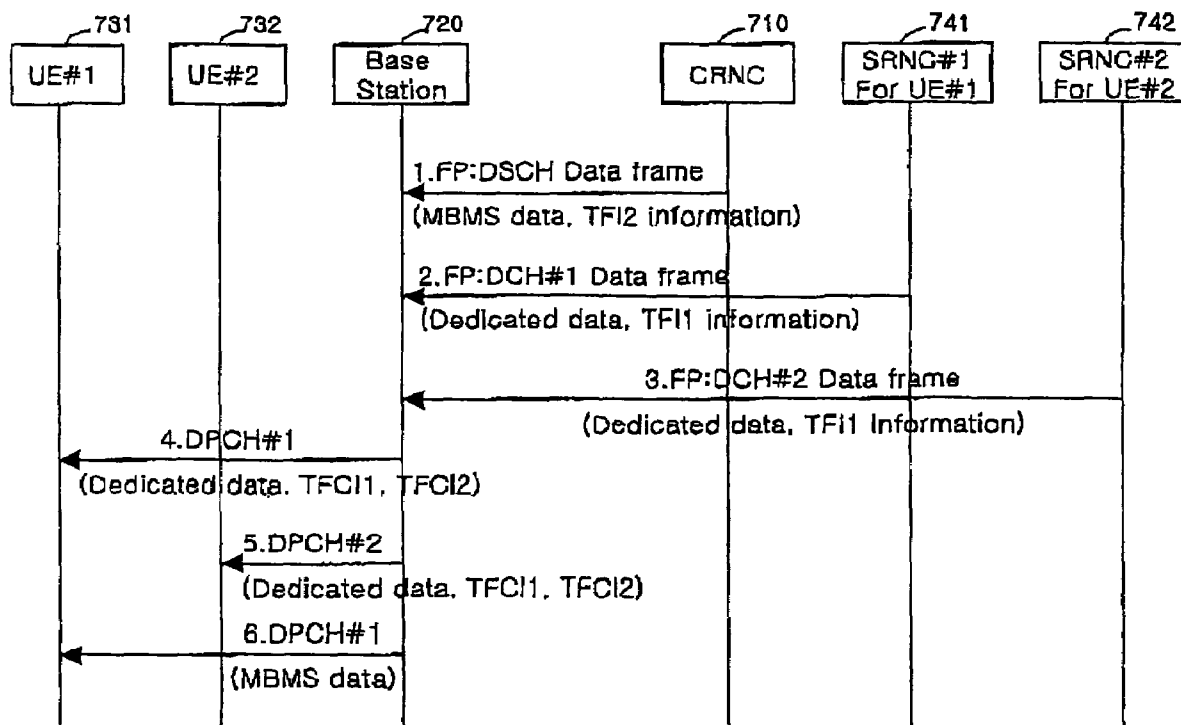 731
732
720
710
741
742
UE#1
UE#2
Base
Station
CRNC
SRNC#1
For UE#1
SRNC#2
For UE#2
1.FP:DSCH Data frame
(MBMS data, TFI2 information)
2.FP:DCH#1 Data frame
(Dedicated data, TFI1 information)
3.FP:DCH#2 Data frame
(Dedicated data, TFI1 Information)
4.DPCH#1
(Dedicated data. TFCI1, TFCI2)
5.DPCH#2
(Dedicated data. TFCI1, TFCI2)
6.DPCH#1
(MBMS data)